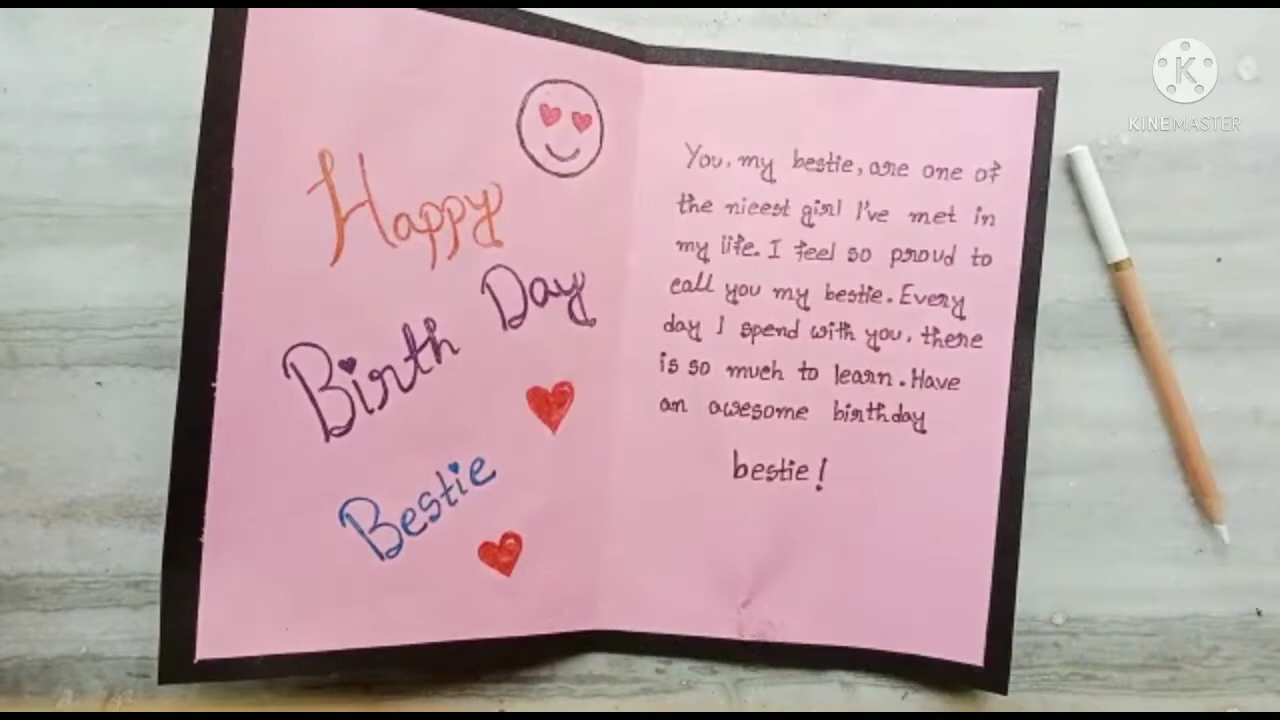 Happy
Birth Day
Bestie
You, my bestie, are one of
the nicest girl I've met in
my life. I feel so proud to
call you my bestie. Every
day I spend with you, there
is so much to learn. Have
an awesome birthday
bestie!
KINEMASTER